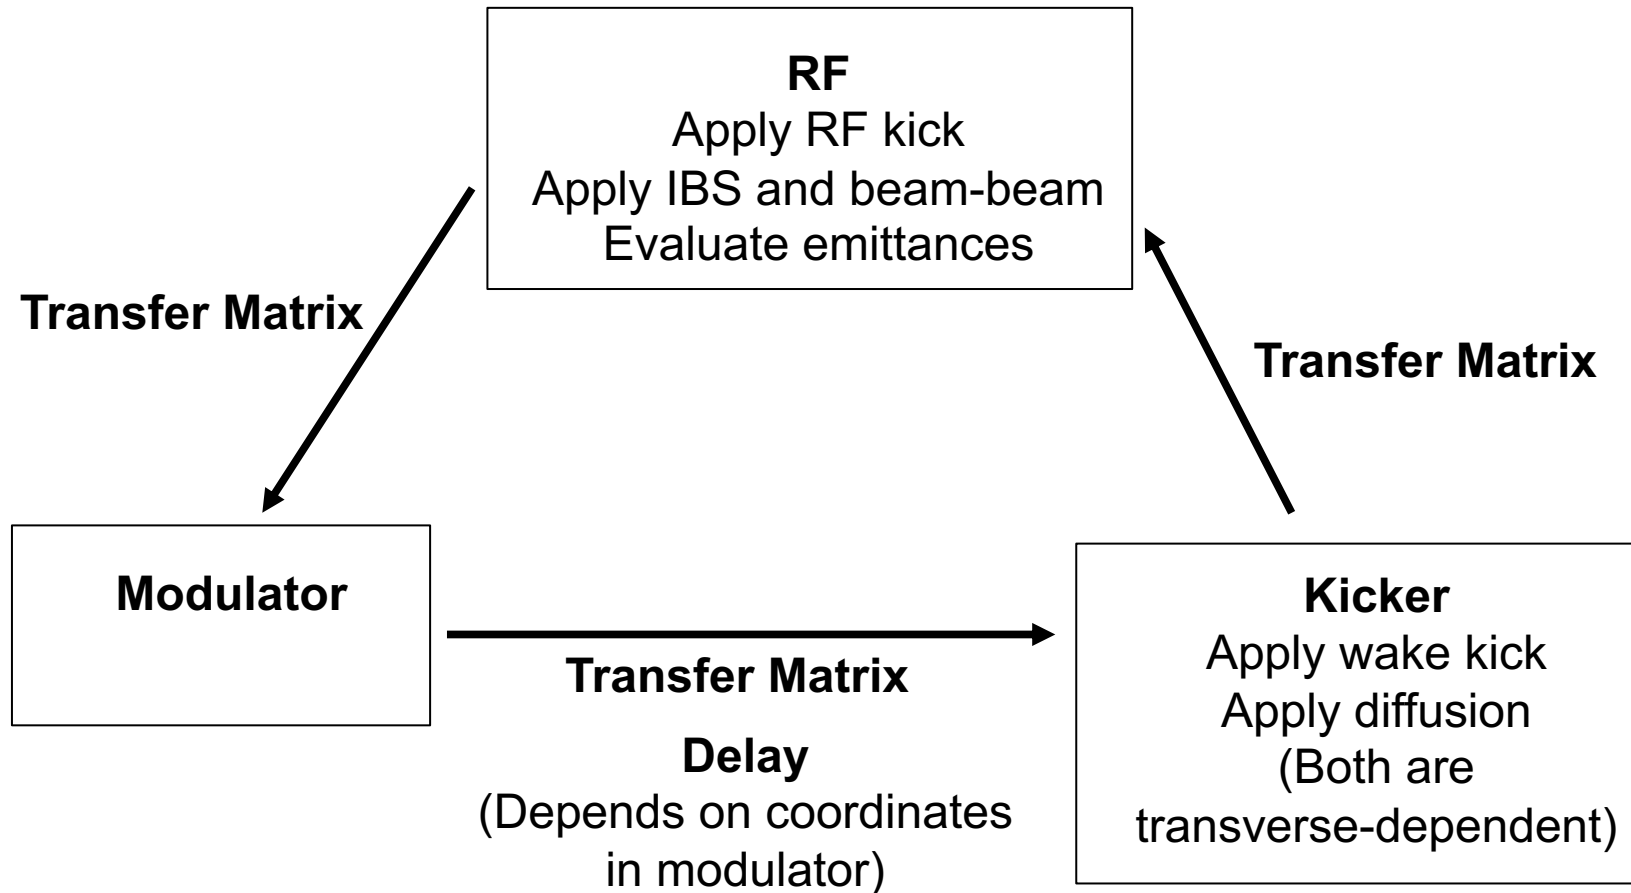 RF
Apply RF kick
Apply IBS and beam-beam
Evaluate emittances
Transfer Matrix
Transfer Matrix
Modulator
Transfer Matrix
Delay
(Depends on coordinates
in modulator)
Kicker
Apply wake kick
Apply diffusion
(Both are
transverse-dependent)